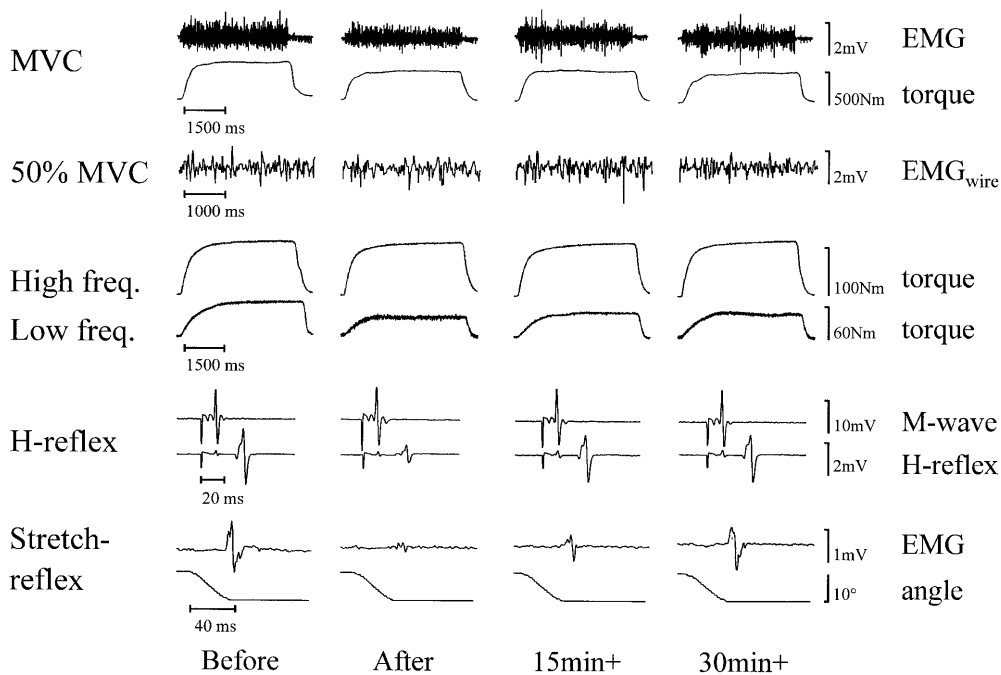 MVC
2mV EMG
500Nm torque
1500 ms
50% MVC
2mV EMGwire
1000 ms
High freq.
100Nm torque
Low freq.
60Nm torque
1500 ms
H-reflex
10mV M-wave
2mV H-reflex
20 ms
Stretch-
reflex
1mV EMG
10° angle
40 ms
Before After 15min+ 30min+